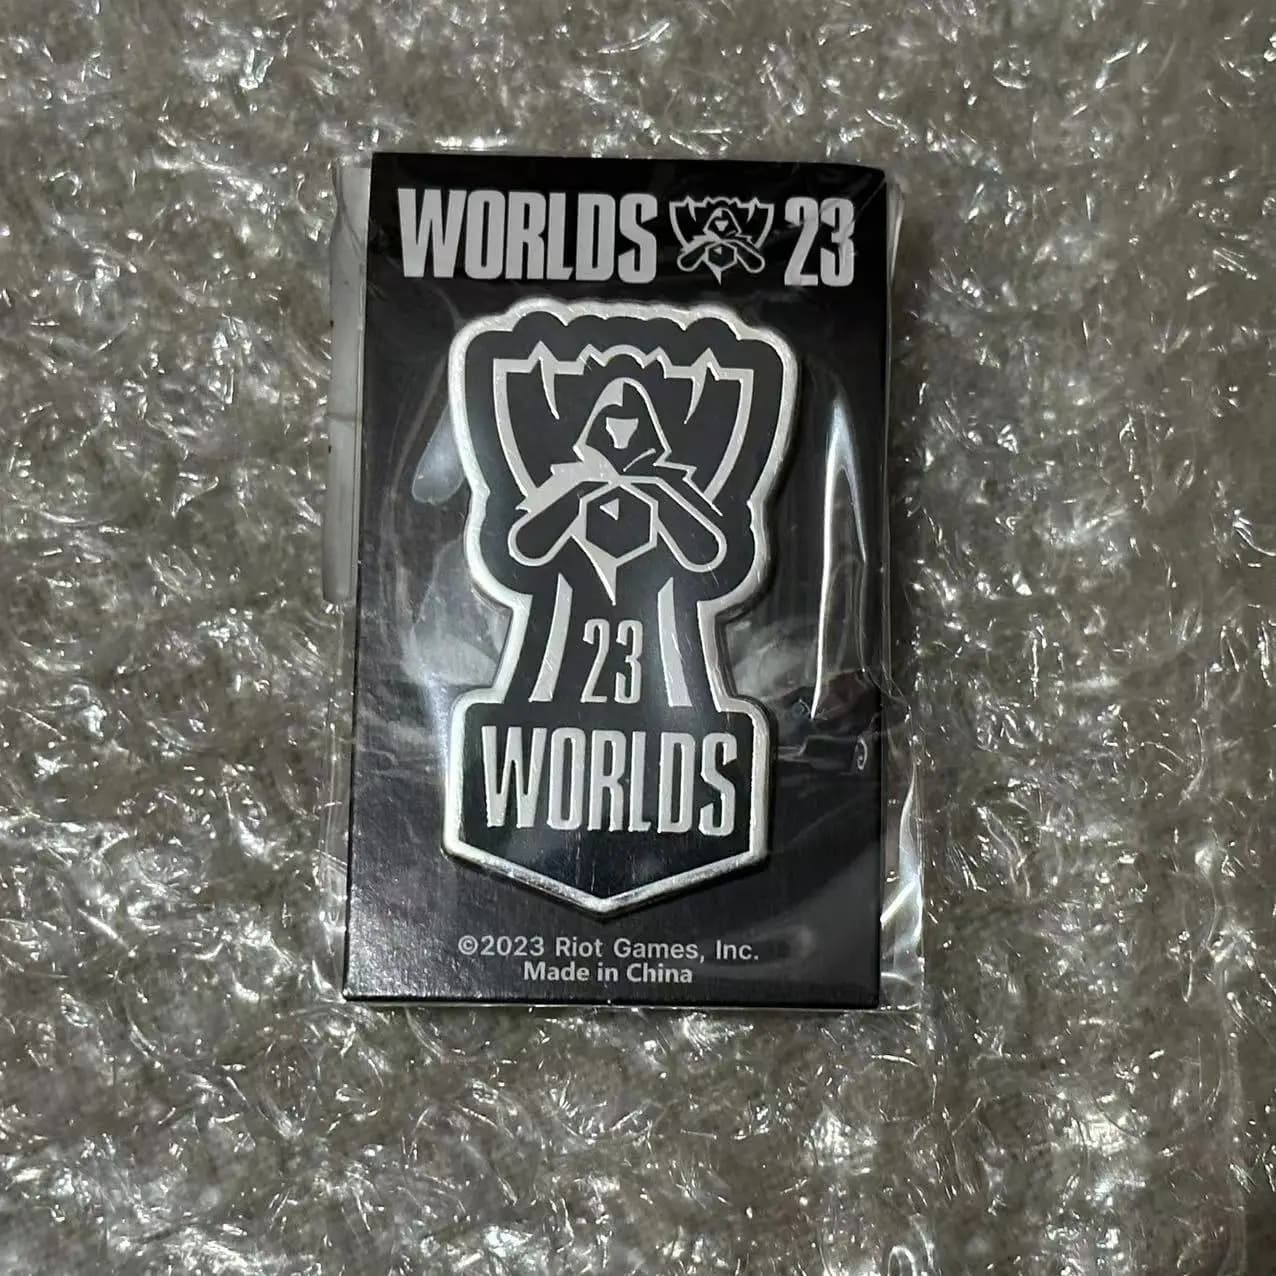 WORLDS 23
23
WORLDS
©2023 Riot Games, Inc.
Made in China